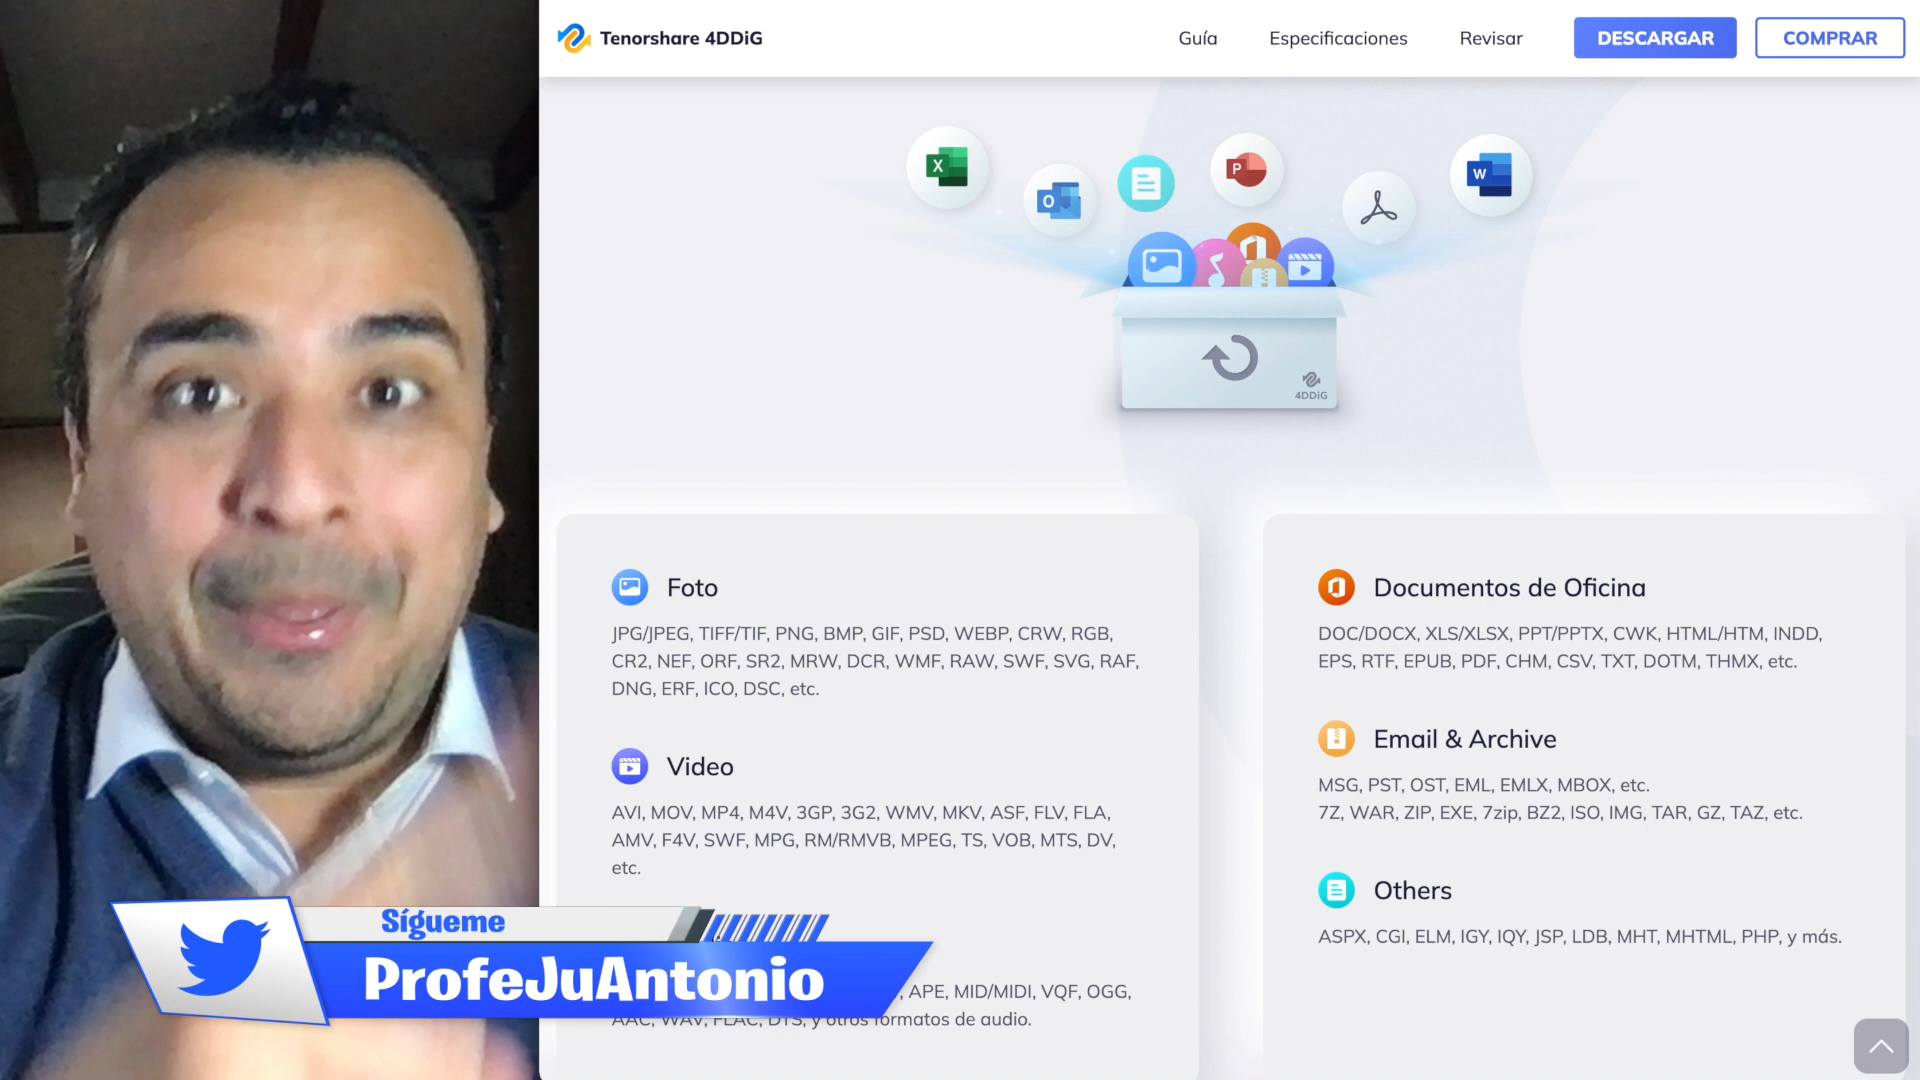 Tenorshare 4DDiG
Guía
Especificaciones
Revisar
DESCARGAR
COMPRAR
X
O
P
W
4DDiG
Foto
JPG/JPEG, TIFF/TIF, PNG, BMP, GIF, PSD, WEBP, CRW, RGB,
CR2, NEF, ORF, SR2, MRW, DCR, WMF, RAW, SWF, SVG, RAF,
DNG, ERF, ICO, DSC, etc.
Video
AVI, MOV, MP4, M4V, 3GP, 3G2, WMV, MKV, ASF, FLV, FLA,
AMV, F4V, SWF, MPG, RM/RMVB, MPEG, TS, VOB, MTS, DV,
etc.
, APE, MID/MIDI, VQF, OGG,
AAC, WAV, FLAC, DTS, y otros formatos de audio.
Documentos de Oficina
DOC/DOCX, XLS/XLSX, PPT/PPTX, CWK, HTML/HTM, INDD,
EPS, RTF, EPUB, PDF, CHM, CSV, TXT, DOTM, THMX, etc.
Email & Archive
MSG, PST, OST, EML, EMLX, MBOX, etc.
7Z, WAR, ZIP, EXE, 7zip, BZ2, ISO, IMG, TAR, GZ, TAZ, etc.
Others
ASPX, CGI, ELM, IGY, IQY, JSP, LDB, MHT, MHTML, PHP, y más.
Sígueme
ProfeJuAntonio